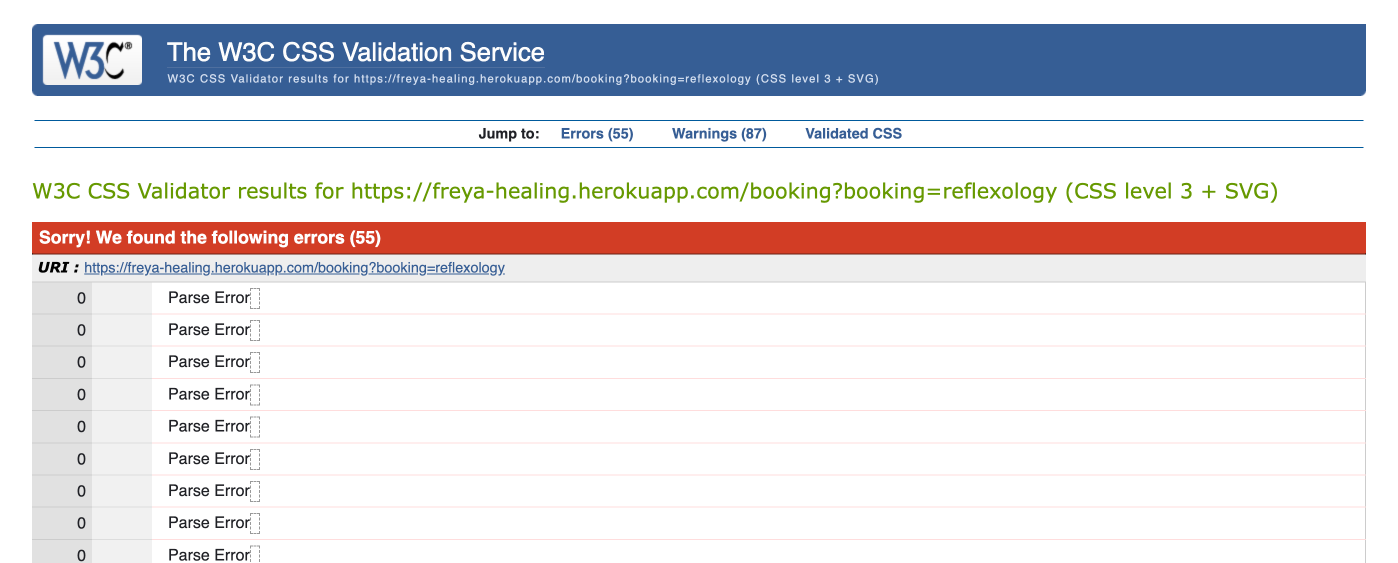 W3C® The W3C CSS Validation Service
W3C CSS Validator results for https://freya-healing.herokuapp.com/booking?booking=reflexology (CSS level 3 + SVG)
Jump to: Errors (55) Warnings (87) Validated CSS
W3C CSS Validator results for https://freya-healing.herokuapp.com/booking?booking=reflexology (CSS level 3 + SVG)
Sorry! We found the following errors (55)
URI : https://freya-healing.herokuapp.com/booking?booking=reflexology
0 Parse Error
0 Parse Error
0 Parse Error
0 Parse Error
0 Parse Error
0 Parse Error
0 Parse Error
0 Parse Error
0 Parse Error